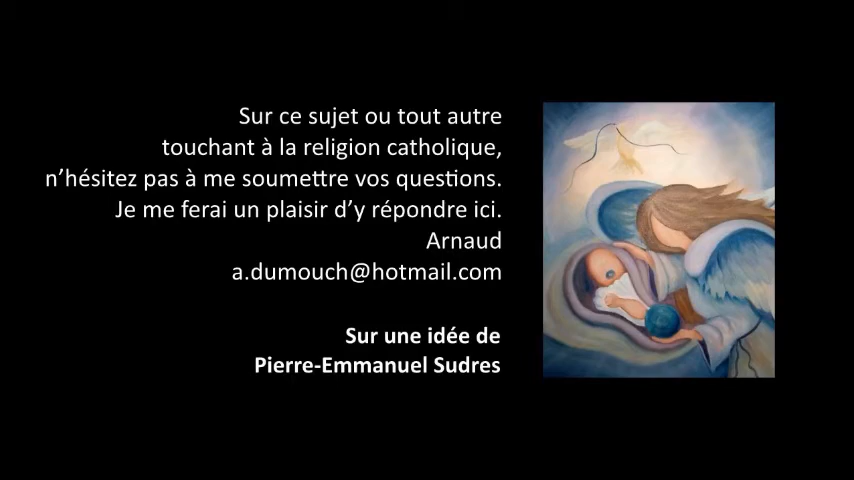 Sur ce sujet ou tout autre
touchant à la religion catholique,
n’hésitez pas à me soumettre vos questions.
Je me ferai un plaisir d’y répondre ici.
Arnaud
a.dumouch@hotmail.com
Sur une idée de
Pierre-Emmanuel Sudres